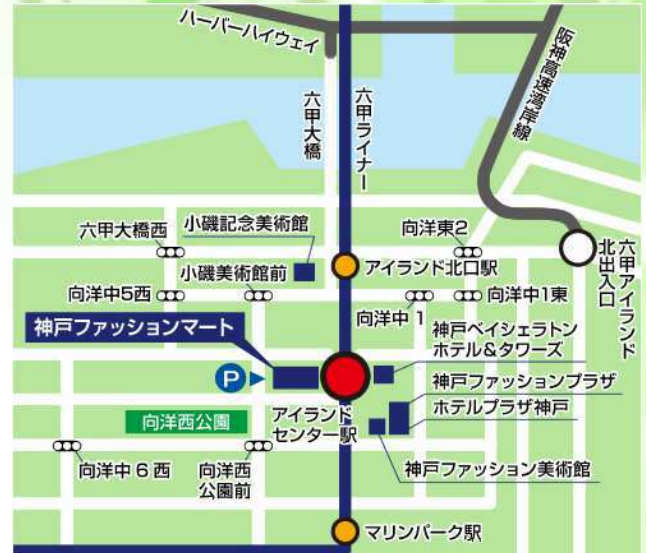 ハーバーハイウェイ
阪神高速湾岸線
六甲大橋
六甲ライナー
六甲大橋西
小磯記念美術館
向洋東2
六甲アイランド
北出入口
小磯美術館前
アイランド北口駅
向洋中5西
向洋中1
向洋中1東
神戸ファッションマート
神戸ベイシェラトン
ホテル&タワーズ
P
神戸ファッションプラザ
向洋西公園
アイランド
センター駅
ホテルプラザ神戸
向洋中6西
向洋西
公園前
神戸ファッション美術館
マリンパーク駅